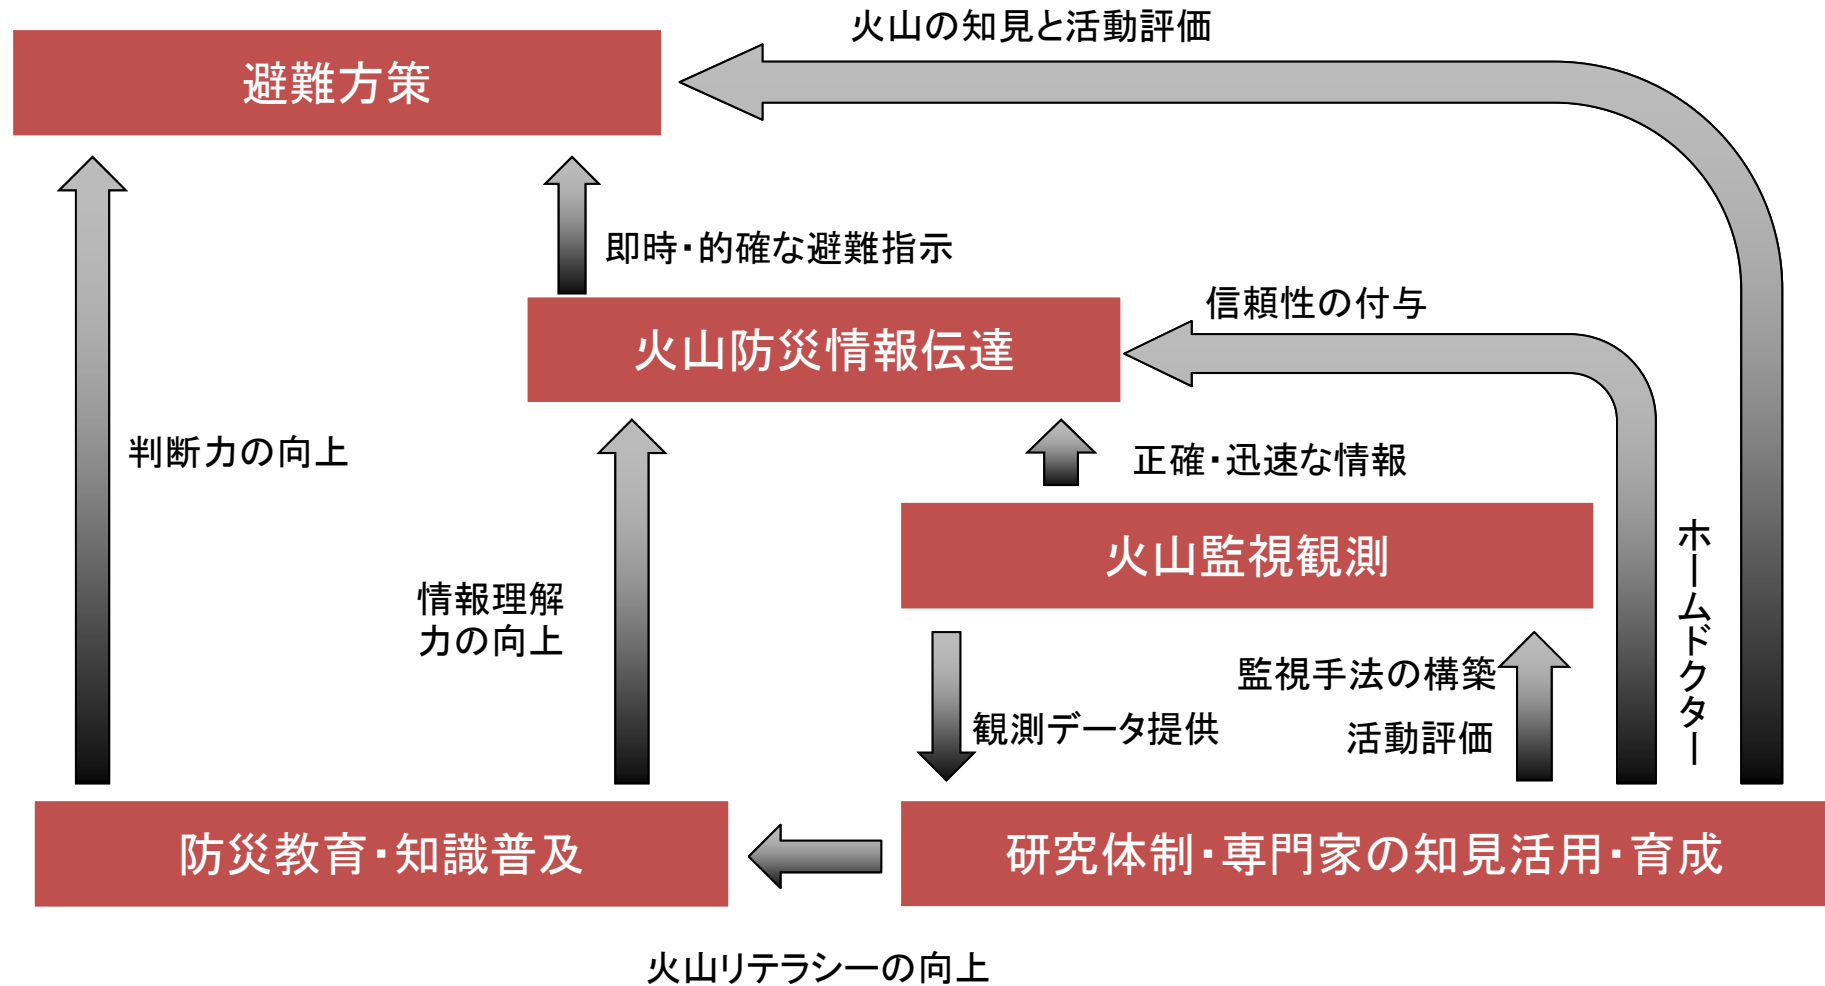 火山の知見と活動評価
避難方策
即時・的確な避難指示
信頼性の付与
火山防災情報伝達
判断力の向上
正確・迅速な情報
火山監視観測
ホームドクター
情報理解
力の向上
監視手法の構築
観測データ提供
活動評価
防災教育・知識普及
研究体制・専門家の知見活用・育成
火山リテラシーの向上